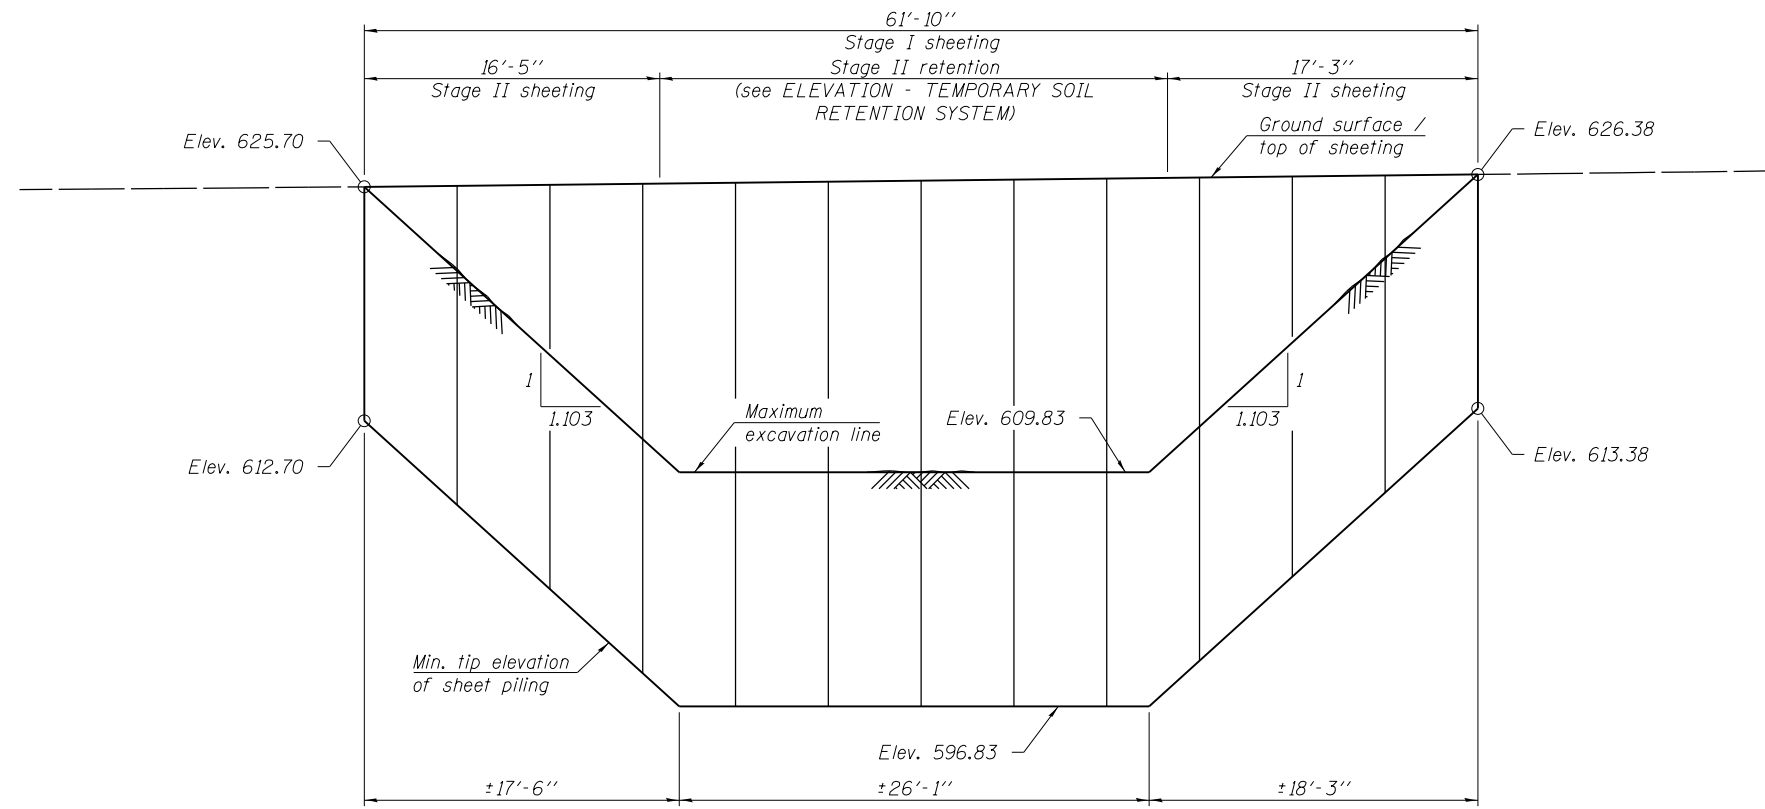 61'-10''
Stage I sheeting
16'-5''
Stage II sheeting
Stage II retention
(see ELEVATION - TEMPORARY SOIL
RETENTION SYSTEM)
17'-3''
Stage II sheeting
Ground surface /
top of sheeting
Elev. 625.70
Elev. 626.38
1
1.103
1
1.103
Maximum
excavation line
Elev. 609.83
Elev. 612.70
Elev. 613.38
Min. tip elevation
of sheet piling
Elev. 596.83
±17'-6''
±26'-1''
±18'-3''